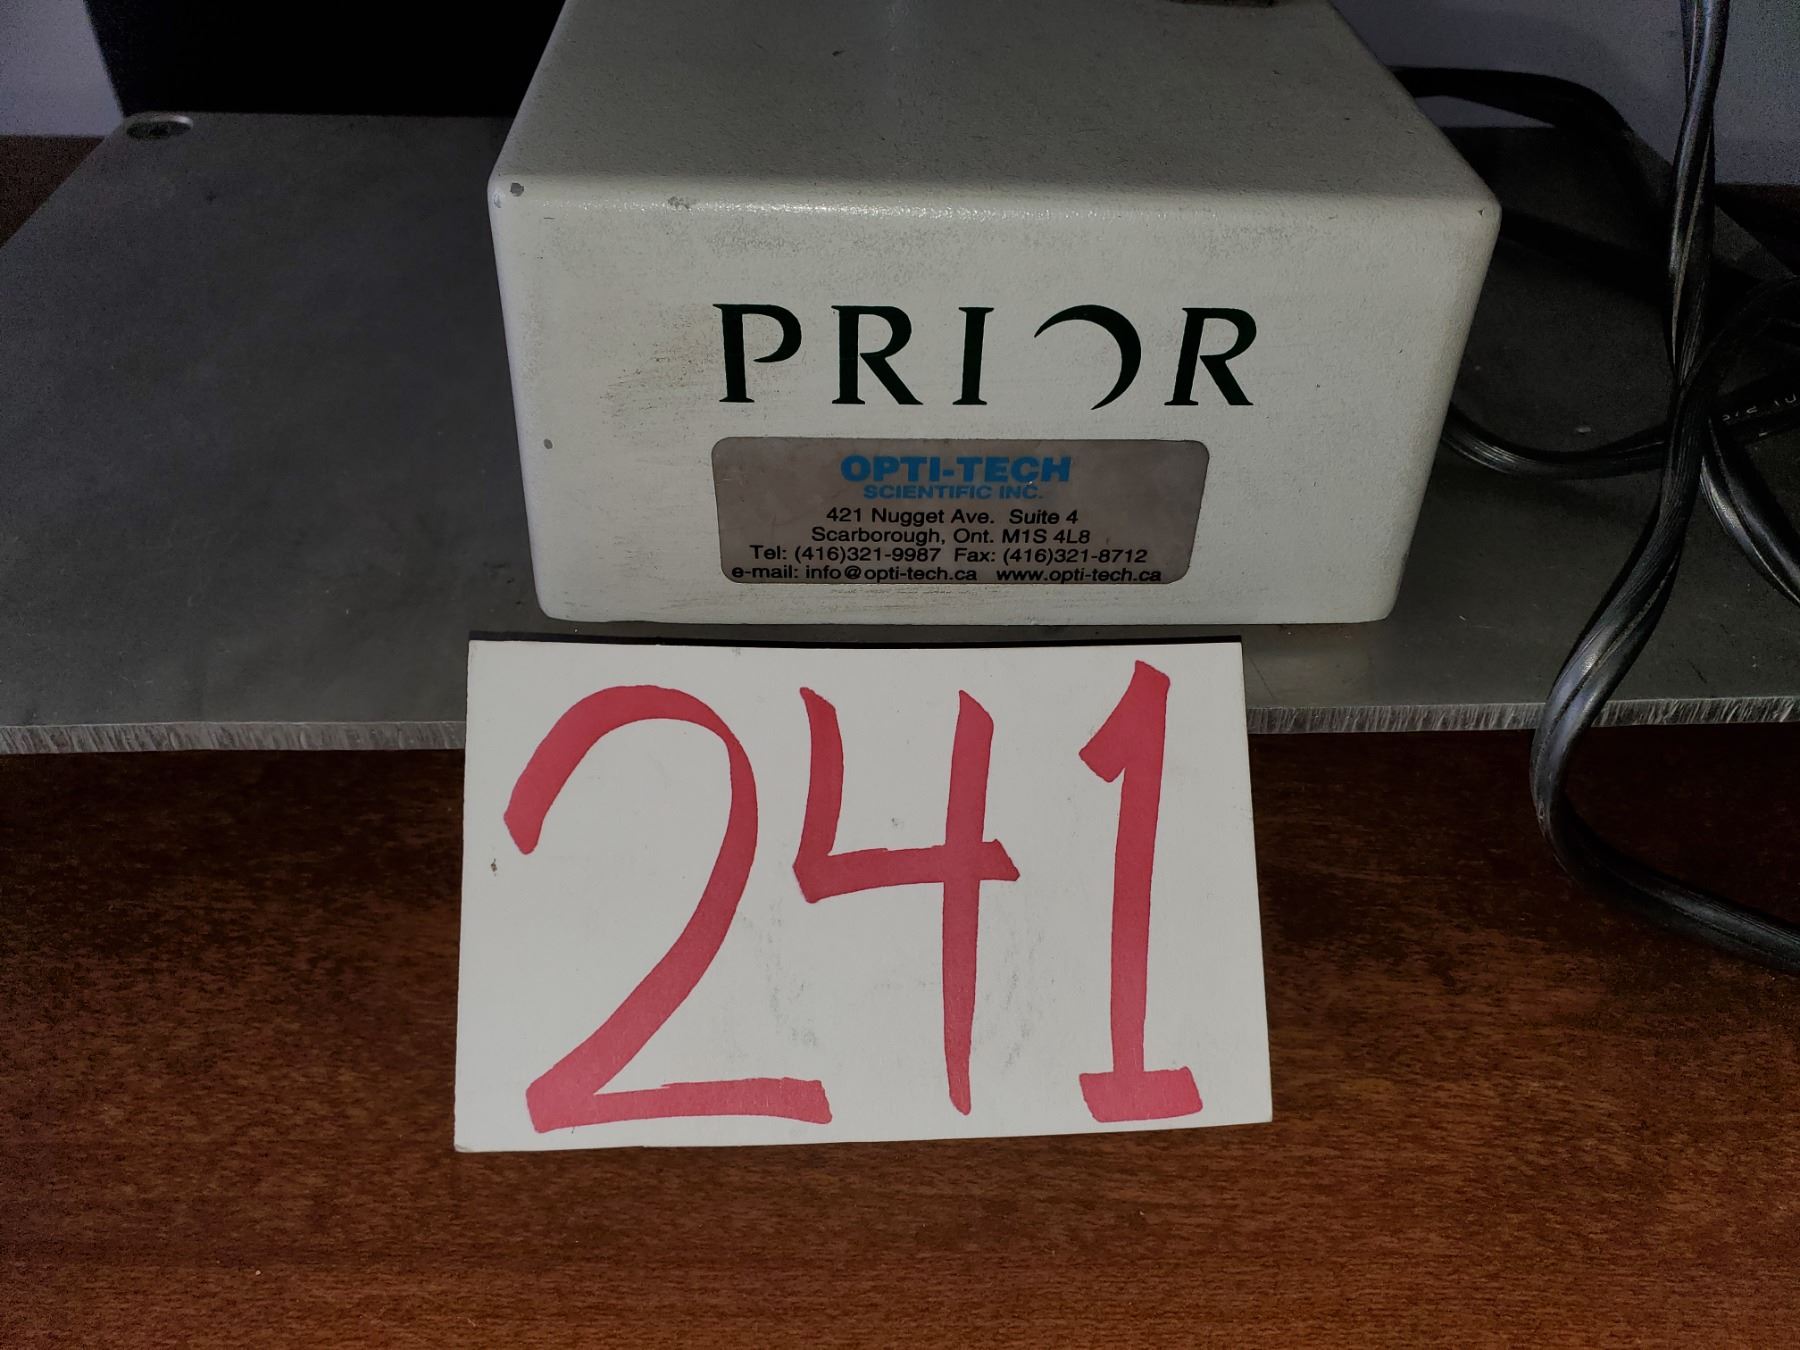 PRIOR
OPTI-TECH
SCIENTIFIC INC.
421 Nugget Ave. Suite 4
Scarborough, Ont. M1S 4L8
Tel: (416)321-9987 Fax: (416)321-8712
e-mail: info@opti-tech.ca www.opti-tech.ca
241